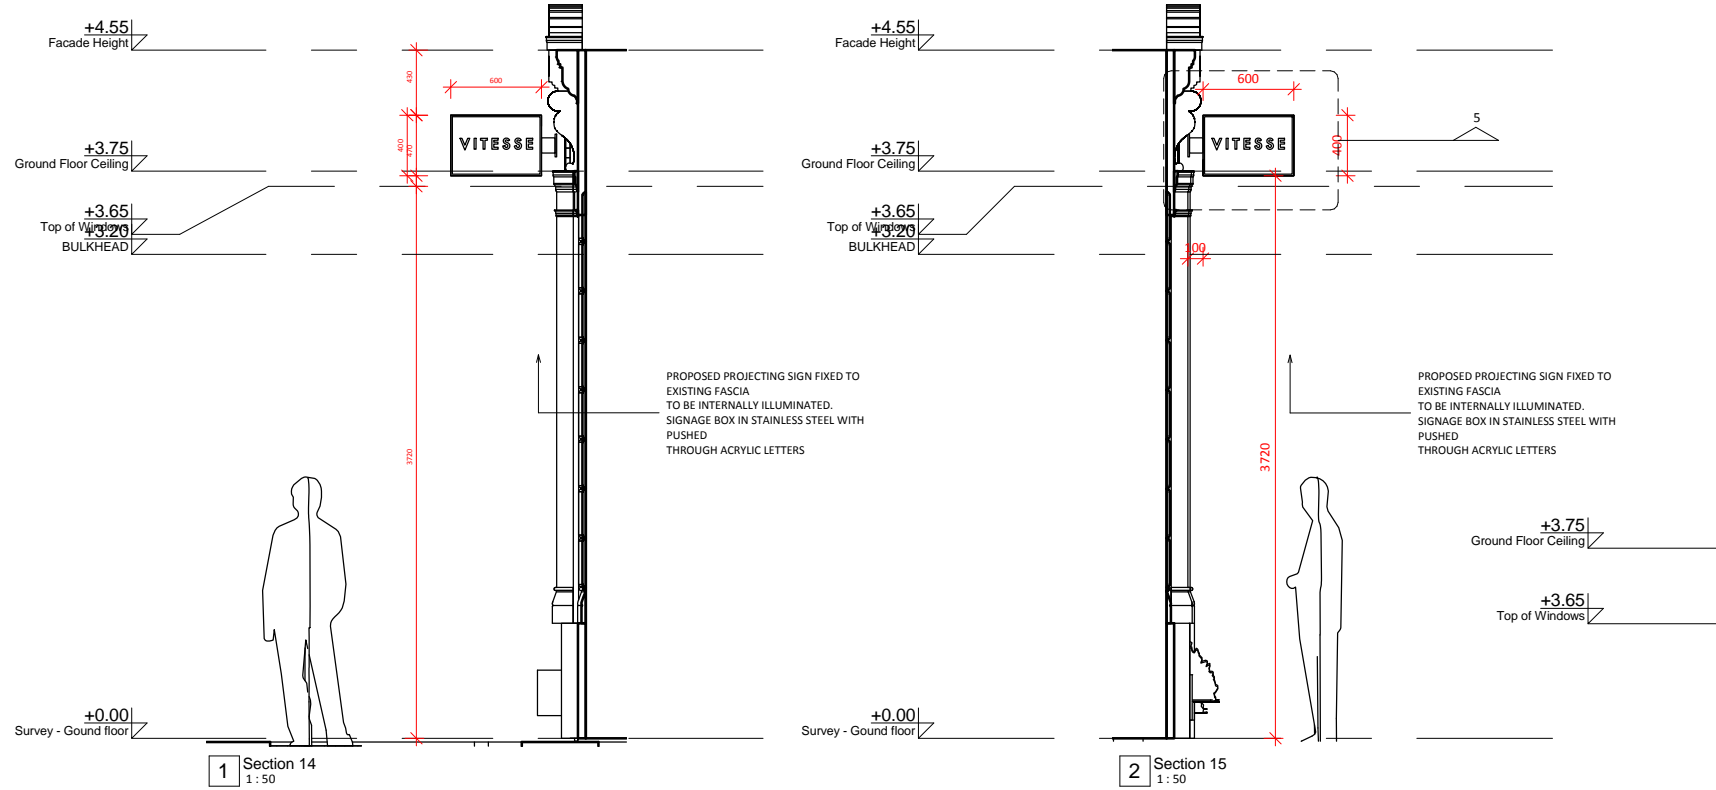 +4.55
Facade Height
430
600
400
470
VITESSE
+3.75
Ground Floor Ceiling
+3.65
Top of Windows
+3.20
BULKHEAD
3720
PROPOSED PROJECTING SIGN FIXED TO
EXISTING FASCIA
TO BE INTERNALLY ILLUMINATED.
SIGNAGE BOX IN STAINLESS STEEL WITH
PUSHED
THROUGH ACRYLIC LETTERS
+0.00
Survey - Gound floor
1 Section 14
1 : 50
+4.55
Facade Height
600
5
400
VITESSE
+3.75
Ground Floor Ceiling
+3.65
Top of Windows
+3.20
BULKHEAD
100
3720
PROPOSED PROJECTING SIGN FIXED TO
EXISTING FASCIA
TO BE INTERNALLY ILLUMINATED.
SIGNAGE BOX IN STAINLESS STEEL WITH
PUSHED
THROUGH ACRYLIC LETTERS
+0.00
Survey - Gound floor
2 Section 15
1 : 50
+3.75
Ground Floor Ceiling
+3.65
Top of Windows